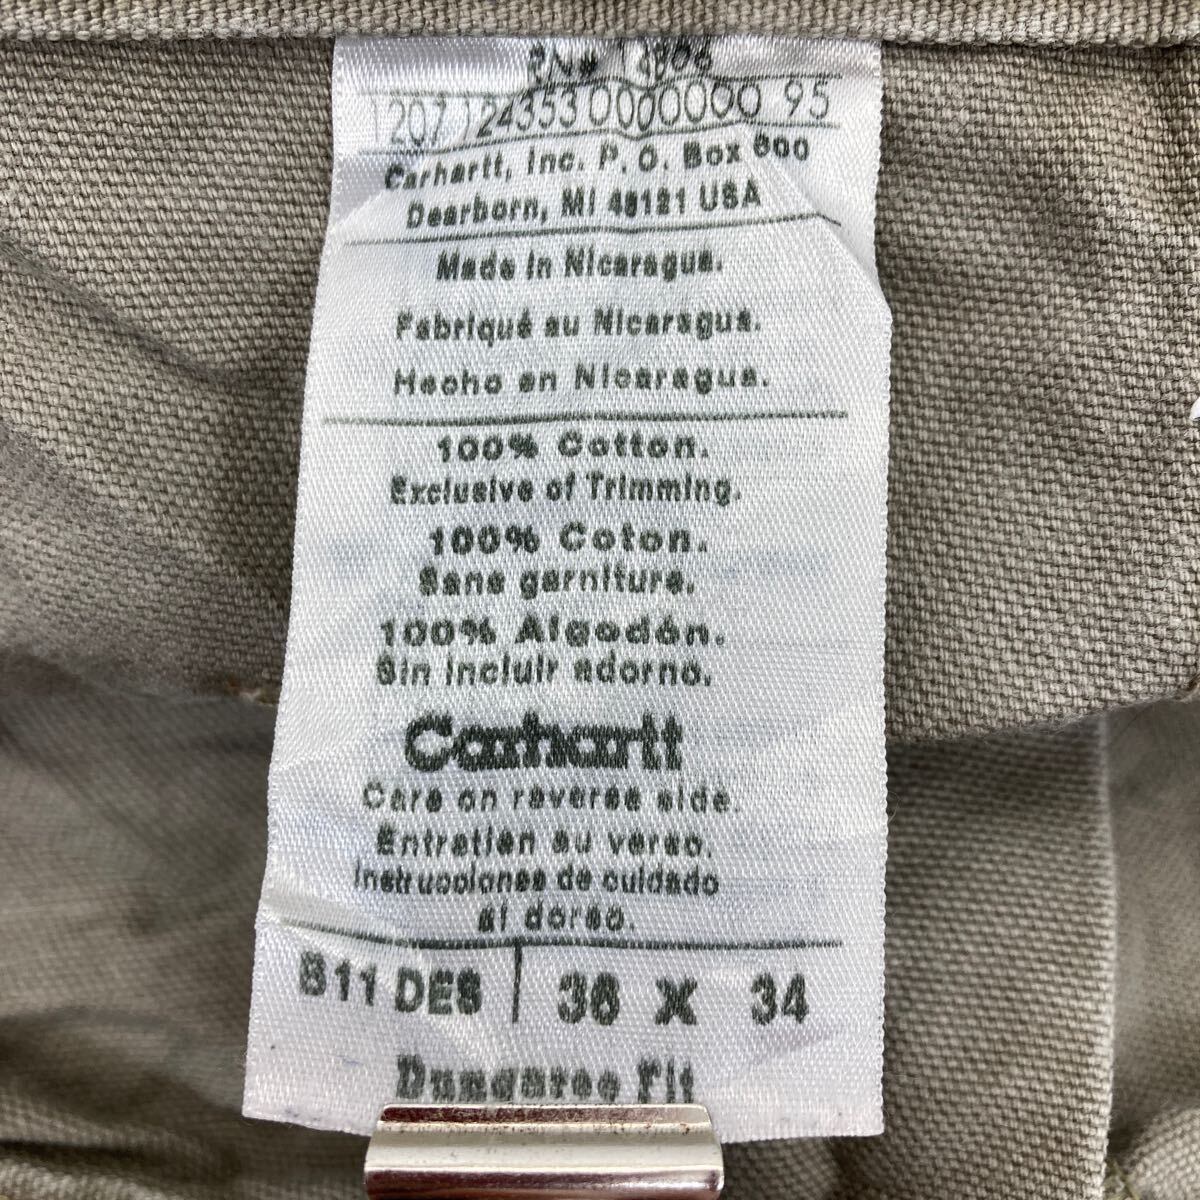 1207 124353 0000000 95
Carhartt, Inc. P. O. Box 600
Dearborn, MI 48121 USA
Made in Nicaragua.
Fabriqué au Nicaragua.
Hecho en Nicaragua.
100% Cotton.
Exclusive of Trimming.
100% Coton.
Sans garniture.
100% Algodón.
Sin incluir adorno.
Carhartt
Care on reverse side.
Entretien au verso.
Instrucciones de cuidado
al dorso.
B11 DES 36 X 34
Dungaree Fit